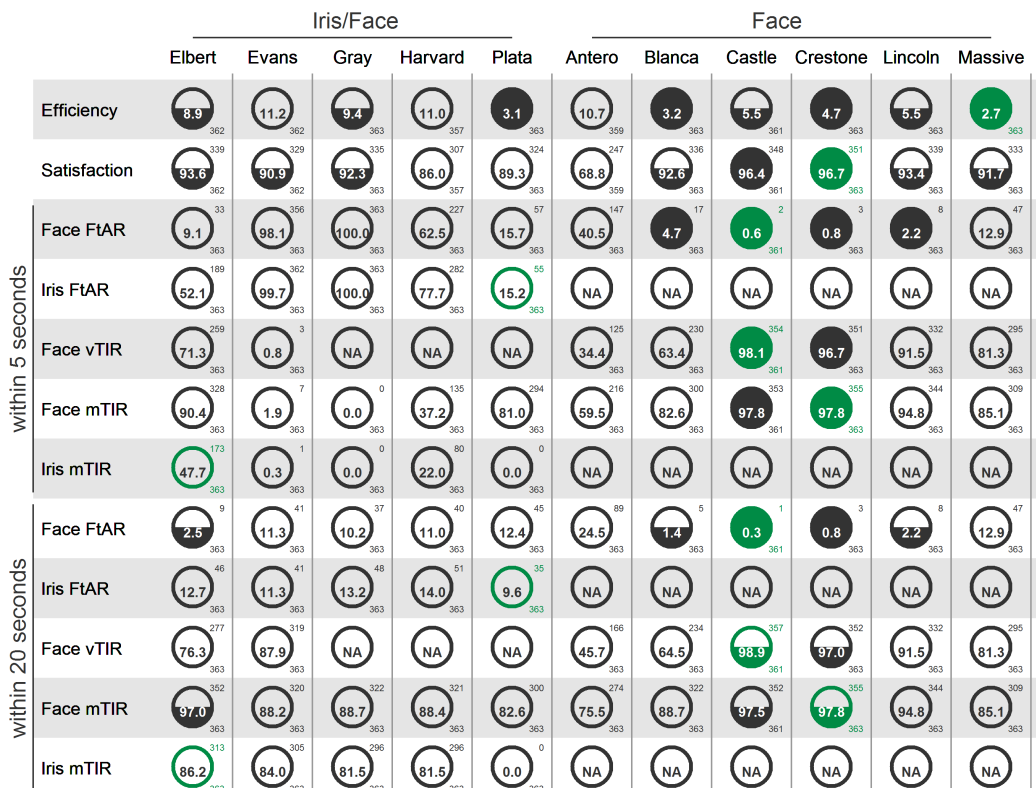 Iris/Face Face
Elbert Evans Gray Harvard Plata Antero Blanca Castle Crestone Lincoln Massive
Efficiency 8.9 11.2 9.4 11.0 3.1 10.7 3.2 5.5 4.7 5.5 2.7
362 362 363 357 363 359 363 361 363 363 363
339 329 335 307 324 247 336 348 351 339 333
Satisfaction 93.6 90.9 92.3 86.0 89.3 68.8 92.6 96.4 96.7 93.4 91.7
362 362 363 357 363 359 363 361 363 363 363
within 5 seconds
33 356 363 227 57 147 17 2 3 8 47
Face FtAR 9.1 98.1 100.0 62.5 15.7 40.5 4.7 0.6 0.8 2.2 12.9
363 363 363 363 363 363 363 361 363 363 363
189 362 363 282 55
Iris FtAR 52.1 99.7 100.0 77.7 15.2 NA NA NA NA NA NA
363 363 363 363 363
259 3 125 230 354 351 332 295
Face vTIR 71.3 0.8 NA NA NA 34.4 63.4 98.1 96.7 91.5 81.3
363 363 363 363 361 363 363 363
328 7 0 135 294 216 300 353 355 344 309
Face mTIR 90.4 1.9 0.0 37.2 81.0 59.5 82.6 97.8 97.8 94.8 85.1
363 363 363 363 363 363 363 361 363 363 363
173 1 0 80 0
Iris mTIR 47.7 0.3 0.0 22.0 0.0 NA NA NA NA NA NA
363 363 363 363 363
within 20 seconds
9 41 37 40 45 89 5 1 3 8 47
Face FtAR 2.5 11.3 10.2 11.0 12.4 24.5 1.4 0.3 0.8 2.2 12.9
363 363 363 363 363 363 363 361 363 363 363
46 41 48 51 35
Iris FtAR 12.7 11.3 13.2 14.0 9.6 NA NA NA NA NA NA
363 363 363 363 363
277 319 166 234 357 352 332 295
Face vTIR 76.3 87.9 NA NA NA 45.7 64.5 98.9 97.0 91.5 81.3
363 363 363 363 361 363 363 363
352 320 322 321 300 274 322 352 355 344 309
Face mTIR 97.0 88.2 88.7 88.4 82.6 75.5 88.7 97.5 97.8 94.8 85.1
363 363 363 363 363 363 363 361 363 363 363
313 305 296 296 0
Iris mTIR 86.2 84.0 81.5 81.5 0.0 NA NA NA NA NA NA